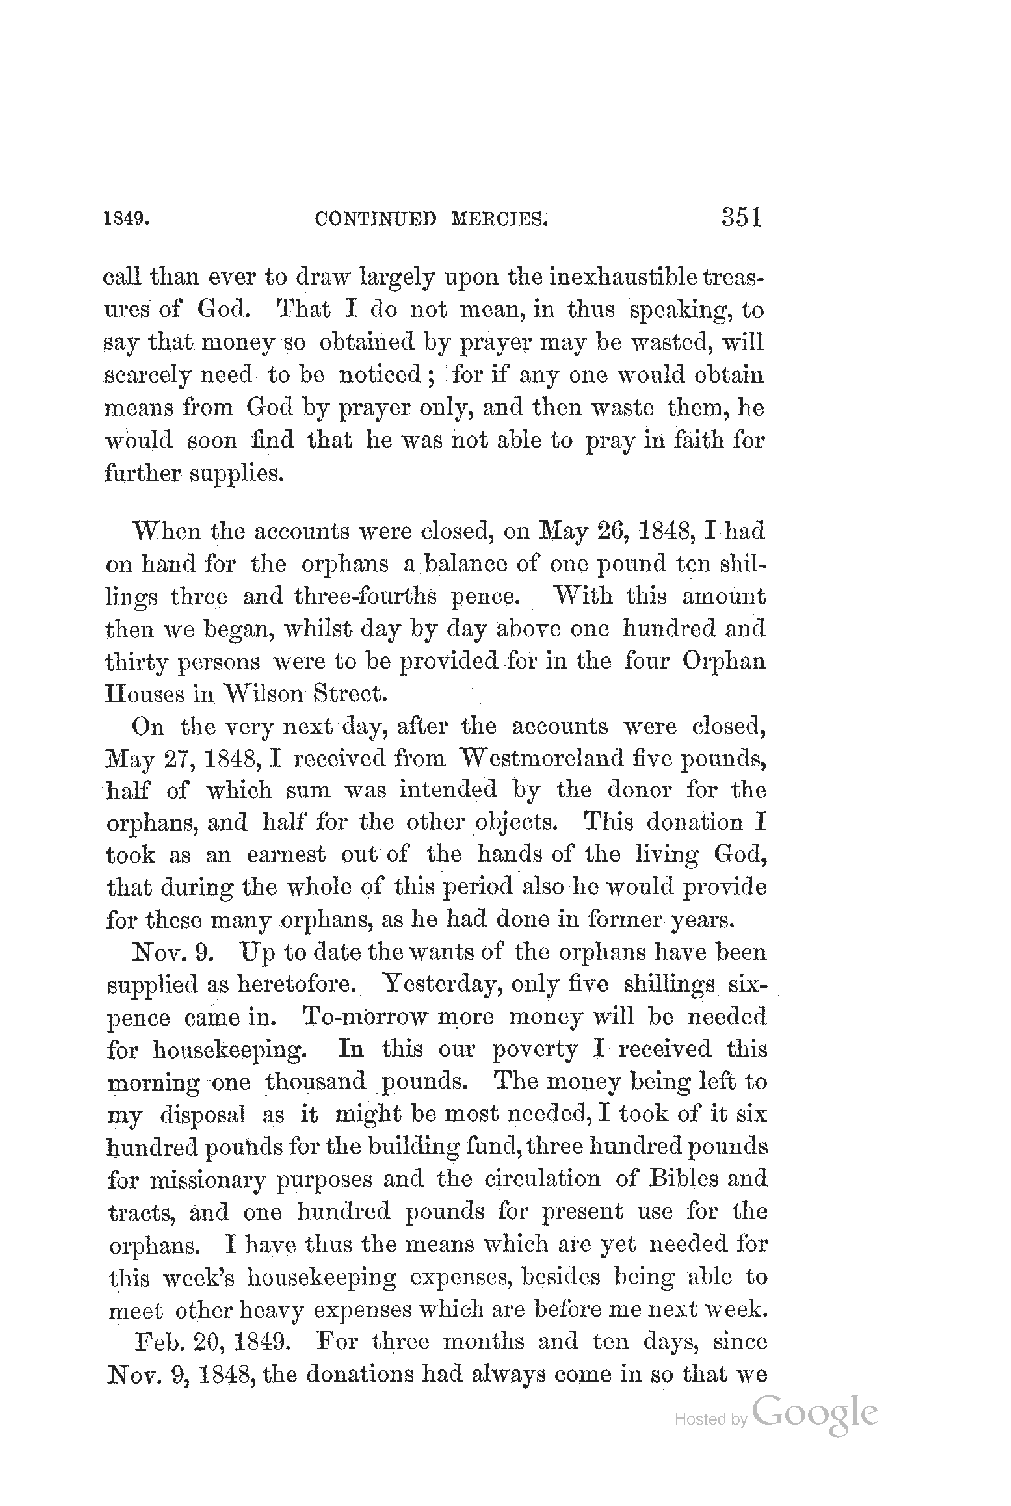 1849. CONTINUED MERCIES. 351
call than ever to draw largely upon the inexhaustible treas-
ures of God. That I do not mean, in thus speaking, to
say that money so obtained by prayer may be wasted, will
scarcely need to be noticed; for if any one would obtain
means from God by prayer only, and then waste them, he
would soon find that he was not able to pray in faith for
further supplies.
When the accounts were closed, on May 26, 1848, I had
on hand for the orphans a balance of one pound ten shil-
lings three and three-fourths pence. With this amount
then we began, whilst day by day above one hundred and
thirty persons were to be provided for in the four Orphan
Houses in Wilson Street.
On the very next day, after the accounts were closed,
May 27, 1848, I received from Westmoreland five pounds,
half of which sum was intended by the donor for the
orphans, and half for the other objects. This donation I
took as an earnest out of the hands of the living God,
that during the whole of this period also he would provide
for these many orphans, as he had done in former years.
Nov. 9. Up to date the wants of the orphans have been
supplied as heretofore. Yesterday, only five shillings six-
pence came in. To-morrow more money will be needed
for housekeeping. In this our poverty I received this
morning one thousand pounds. The money being left to
my disposal as it might be most needed, I took of it six
hundred pounds for the building fund, three hundred pounds
for missionary purposes and the circulation of Bibles and
tracts, and one hundred pounds for present use for the
orphans. I have thus the means which are yet needed for
this week's housekeeping expenses, besides being able to
meet other heavy expenses which are before me next week.
Feb. 20, 1849. For three months and ten days, since
Nov. 9, 1848, the donations had always come in so that we
Hosted by Google